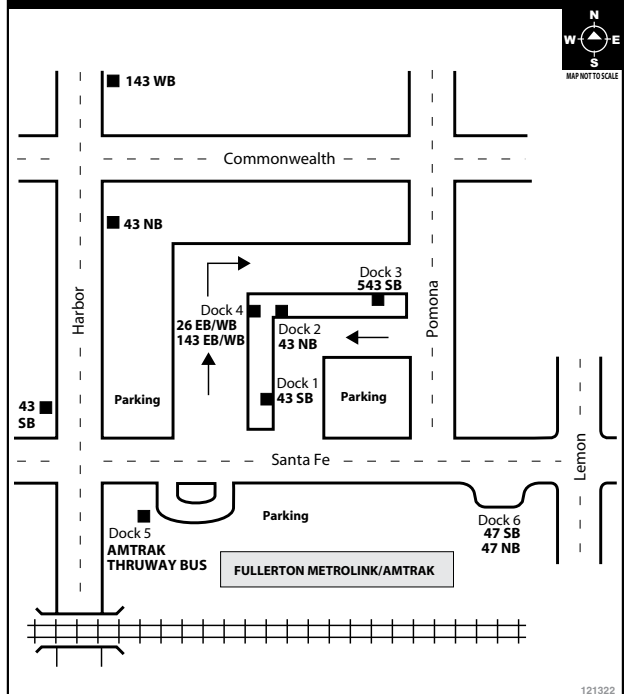 N
W E
S
MAP NOT TO SCALE
143 WB
Commonwealth
43 NB
Harbor
Pomona
Dock 3
543 SB
Dock 4
26 EB/WB
143 EB/WB
Dock 2
43 NB
Dock 1
43 SB
Parking
Parking
43
SB
Santa Fe
Lemon
Parking
Dock 5
AMTRAK
THRUWAY BUS
Dock 6
47 SB
47 NB
FULLERTON METROLINK/AMTRAK
121322